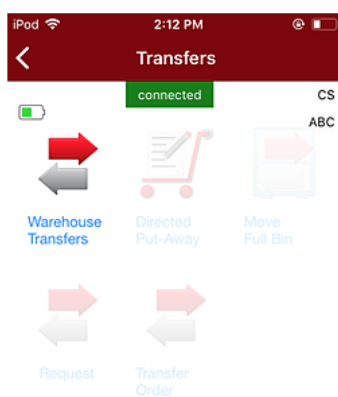 iPod 2:12 PM
Transfers
connected
CS
ABC
Warehouse Directed Move
Transfers Put-Away Full Bin
Request Transfer
Order